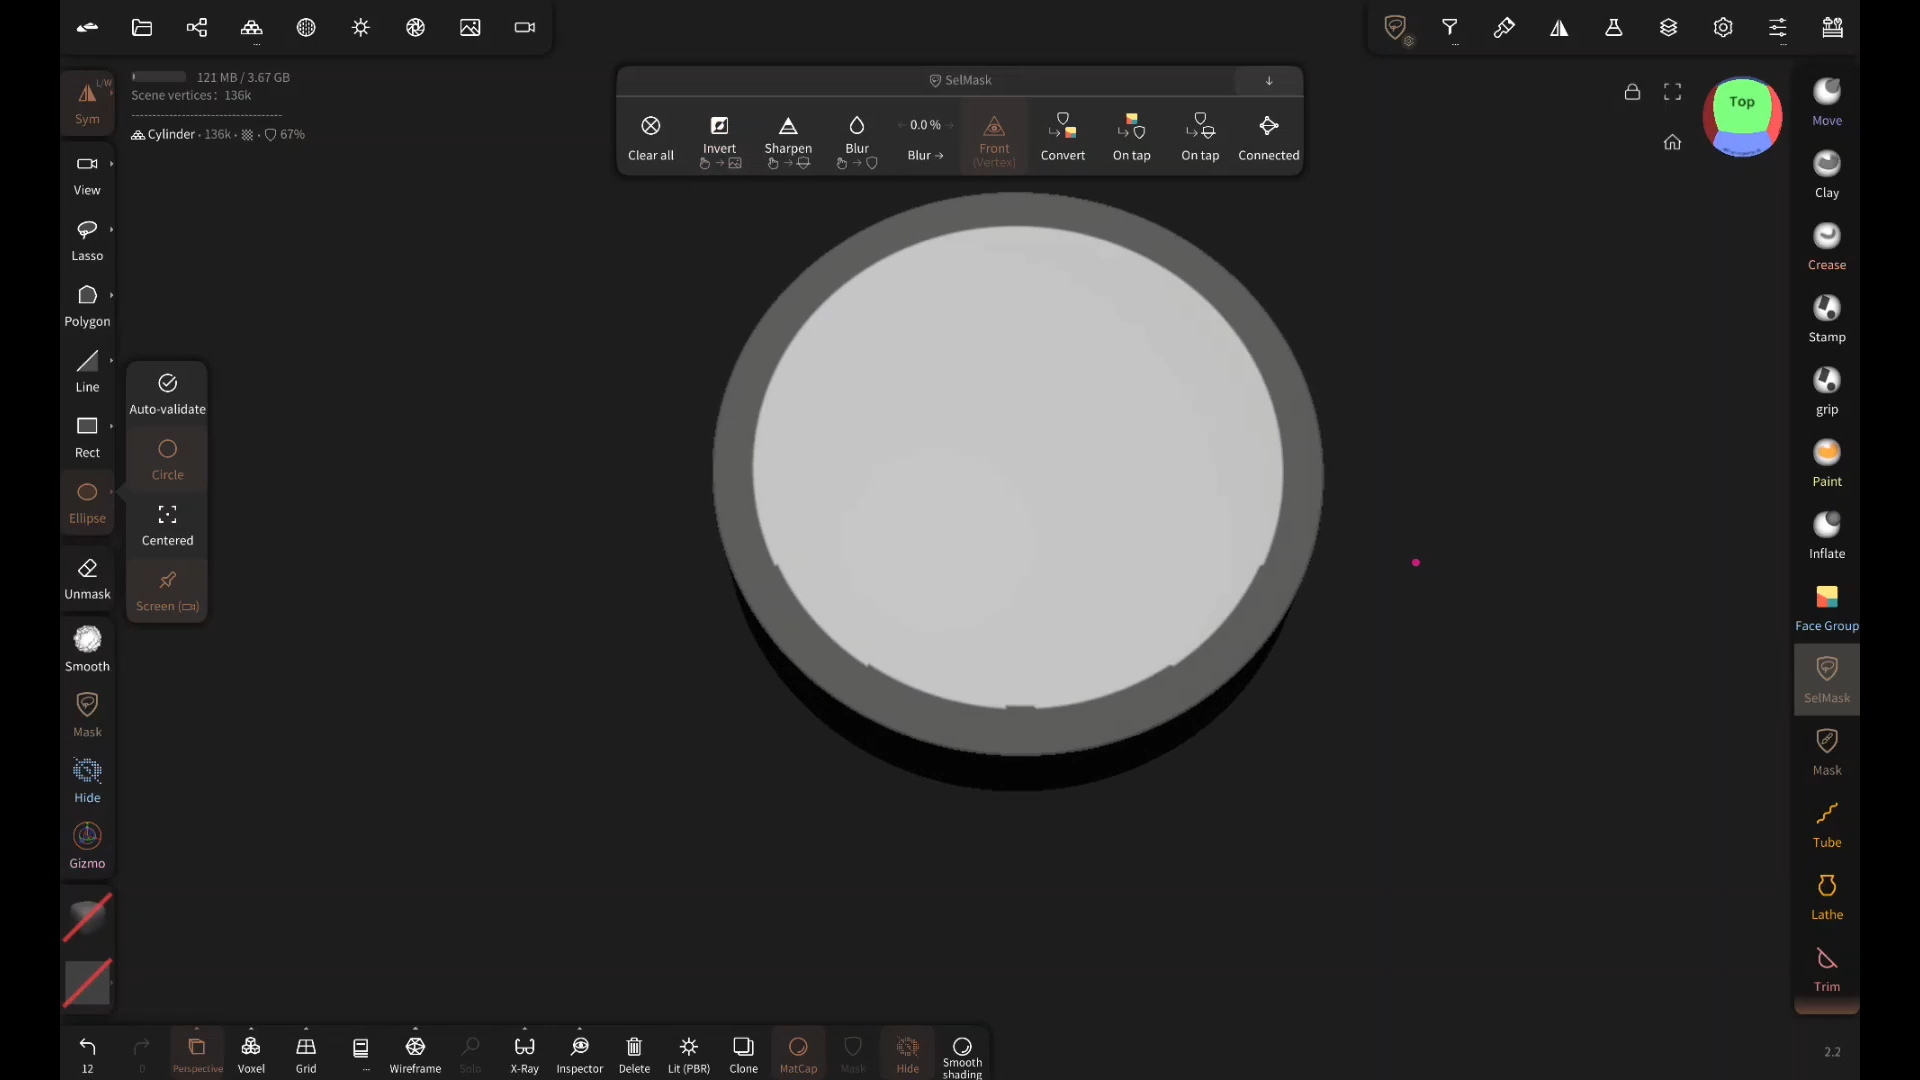 121 MB / 3.67 GB
Scene vertices: 136k
Cylinder • 136k • • 67%
L/W
Sym
View
Lasso
Polygon
Line
Rect
Ellipse
Unmask
Smooth
Mask
Hide
Gizmo
Auto-validate
Circle
Centered
Screen
SelMask
Clear all
Invert
Sharpen
Blur
0.0 %
Blur →
Front
(Vertex)
Convert
On tap
On tap
Connected
Top
Move
Clay
Crease
Stamp
grip
Paint
Inflate
Face Group
SelMask
Mask
Tube
Lathe
Trim
12
0
Perspective
Voxel
Grid
...
Wireframe
Solo
X-Ray
Inspector
Delete
Lit (PBR)
Clone
MatCap
Mask
Hide
Smooth
shading
2.2